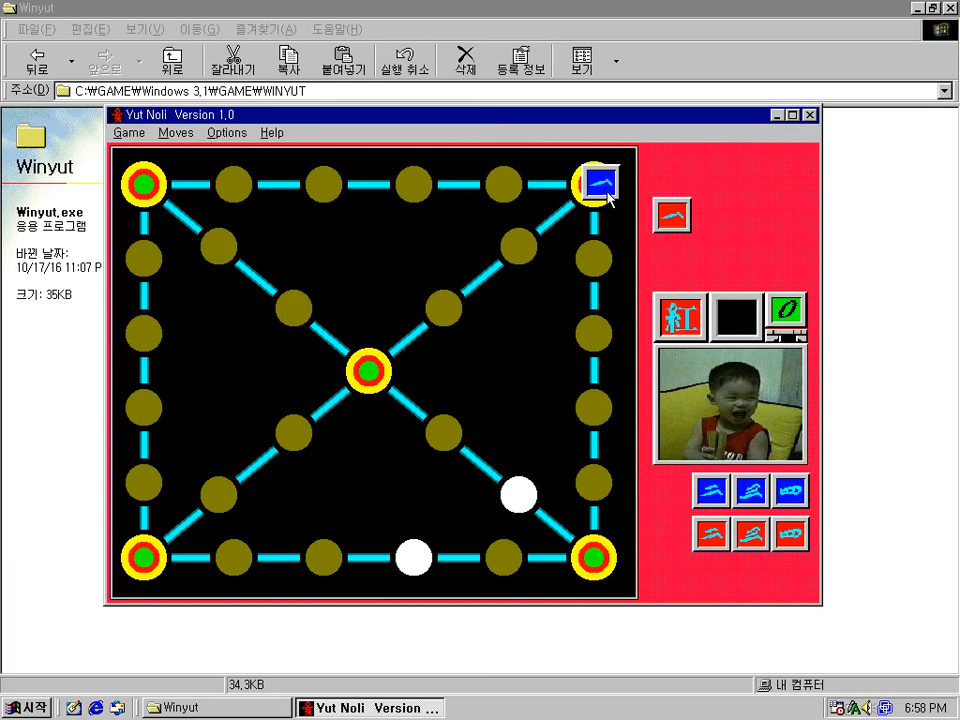 Winyut
파일(F) 편집(E) 보기(V) 이동(G) 즐겨찾기(A) 도움말(H)
뒤로 앞으로 위로 잘라내기 복사 붙여넣기 실행 취소 삭제 등록 정보 보기
주소(D) C:₩GAME₩Windows 3.1₩GAME₩WINYUT
Yut Noli Version 1.0
Game Moves Options Help
Winyut
Winyut.exe
응용 프로그램
바뀐 날짜:
10/17/16 11:07 P
크기: 35KB
紅
34.3KB 내 컴퓨터
시작 Winyut Yut Noli Version ... 6:58 PM